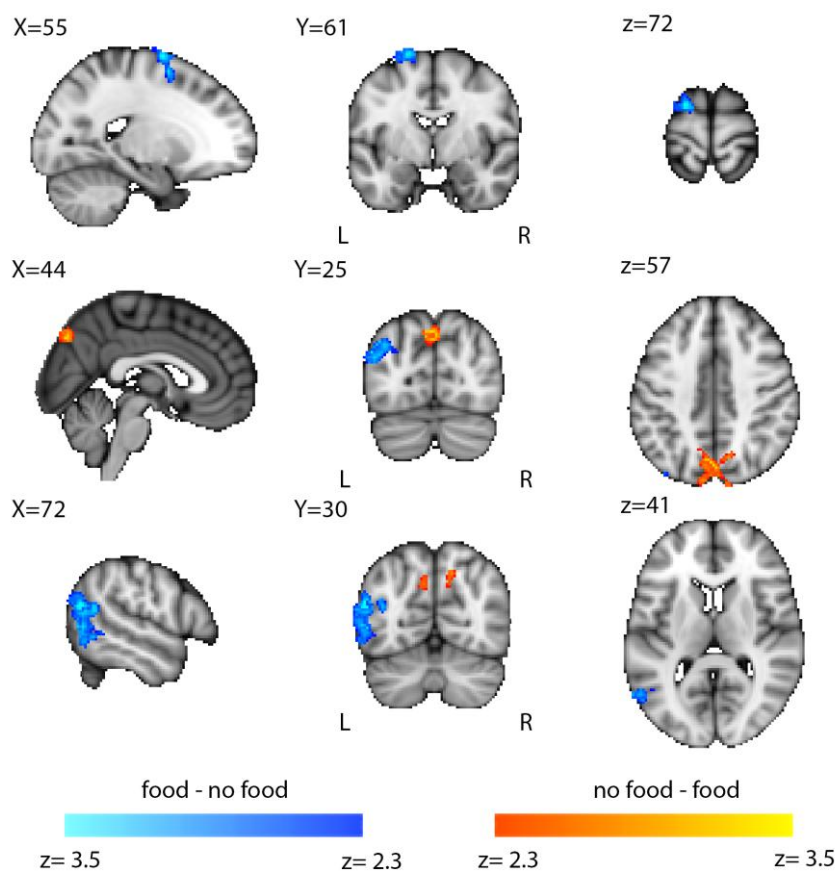 X=55 Y=61 z=72
L R
X=44 Y=25 z=57
L R
X=72 Y=30 z=41
L R
food - no food no food - food
z= 3.5 z= 2.3 z= 2.3 z= 3.5